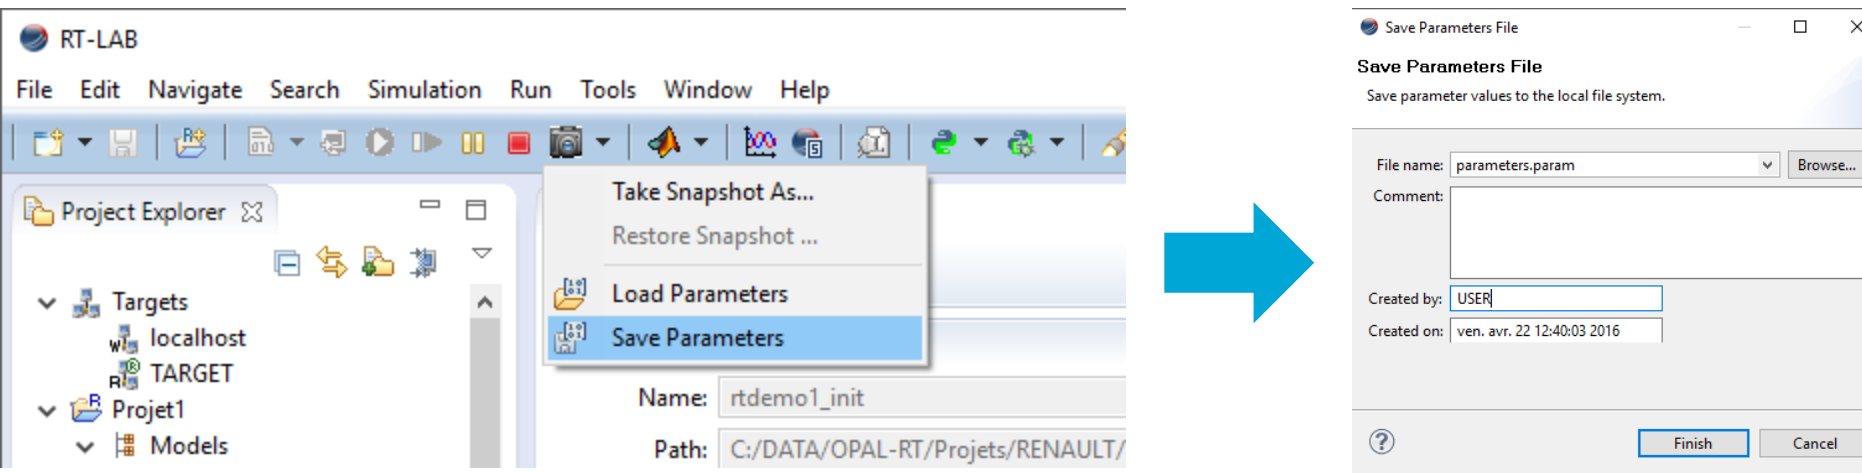 RT-LAB
File Edit Navigate Search Simulation Run Tools Window Help
Project Explorer
Targets
localhost
TARGET
Projet1
Models
Take Snapshot As...
Restore Snapshot ...
Load Parameters
Save Parameters
Name: rtdemo1_init
Path: C:/DATA/OPAL-RT/Projets/RENAULT/
Save Parameters File
Save Parameters File
Save parameter values to the local file system.
File name: parameters.param Browse...
Comment:
Created by: USER
Created on: ven. avr. 22 12:40:03 2016
Finish Cancel